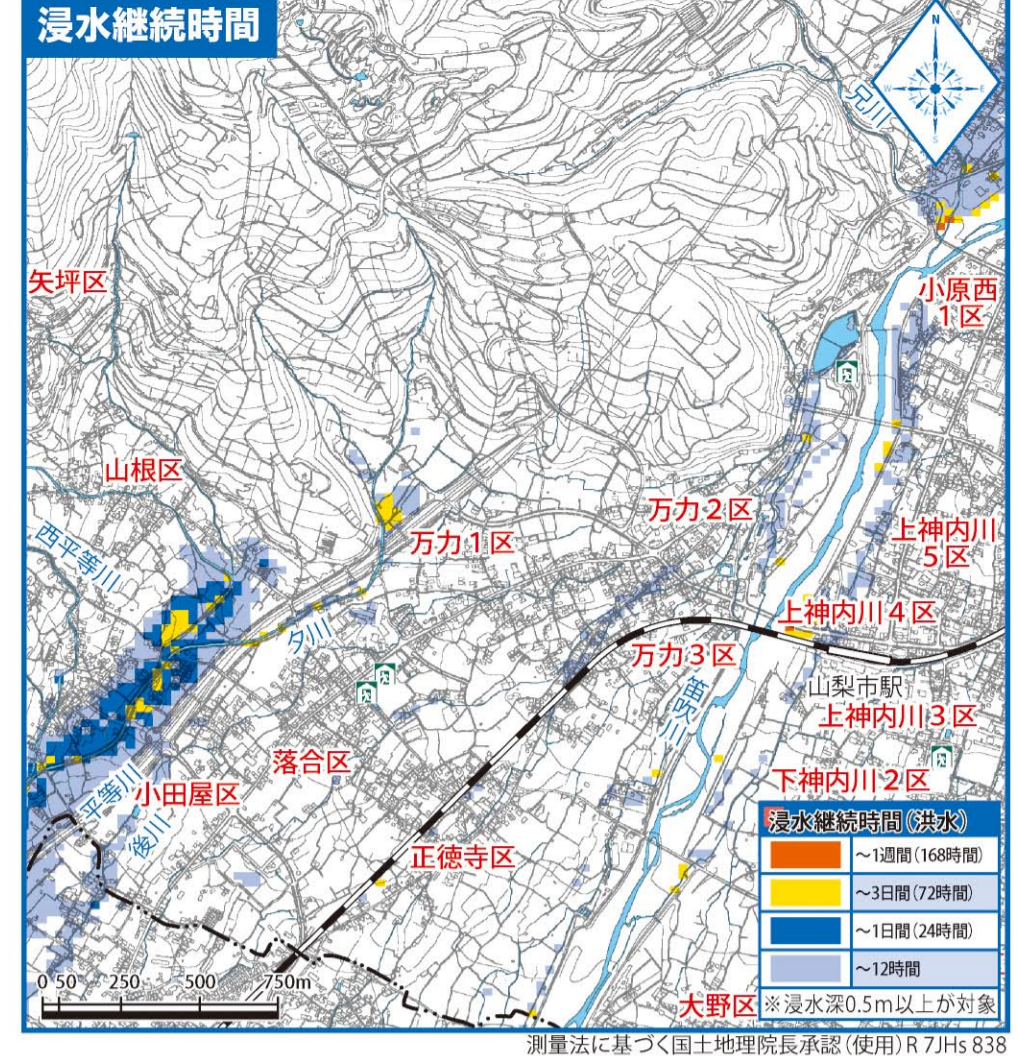 浸水継続時間
N
W
E
S
兄川
矢坪区
小原西
1区
山根区
万力2区
万力1区
上神内川
5区
西平等川
上神内川4区
夕川
万力3区
笛吹川
山梨市駅
上神内川3区
落合区
下神内川2区
平等川
小田屋区
後川
正徳寺区
浸水継続時間(洪水)
～1週間(168時間)
～3日間(72時間)
～1日間(24時間)
～12時間
※浸水深0.5m以上が対象
0 50 250 500 750m
大野区
測量法に基づく国土地理院長承認(使用)R 7JHs 838